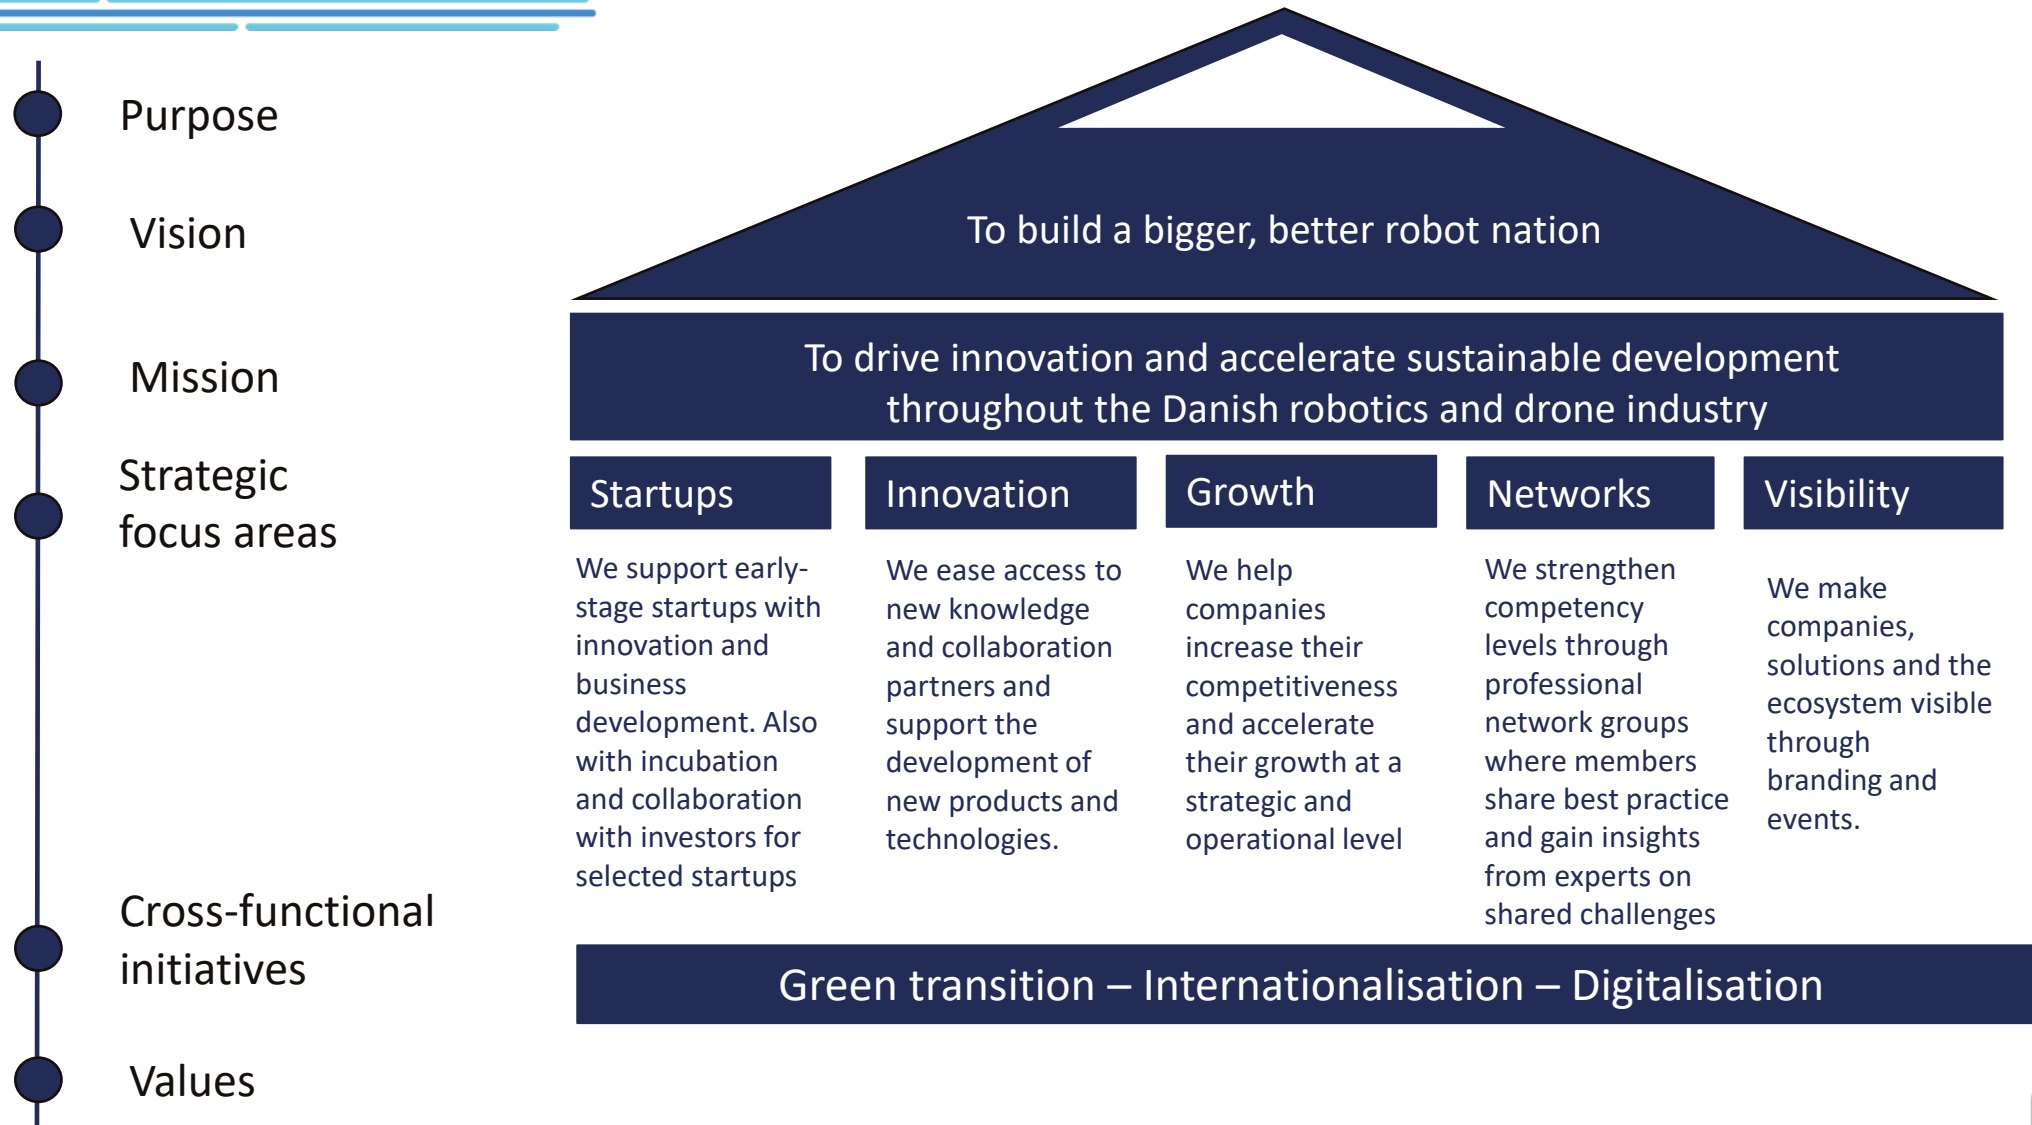 Purpose
Vision
To build a bigger, better robot nation
Mission
To drive innovation and accelerate sustainable development
throughout the Danish robotics and drone industry
Strategic
focus areas
Startups
We support early-
stage startups with
innovation and
business
development. Also
with incubation
and collaboration
with investors for
selected startups
Innovation
We ease access to
new knowledge
and collaboration
partners and
support the
development of
new products and
technologies.
Growth
We help
companies
increase their
competitiveness
and accelerate
their growth at a
strategic and
operational level
Networks
We strengthen
competency
levels through
professional
network groups
where members
share best practice
and gain insights
from experts on
shared challenges
Visibility
We make
companies,
solutions and the
ecosystem visible
through
branding and
events.
Cross-functional
initiatives
Green transition – Internationalisation – Digitalisation
Values